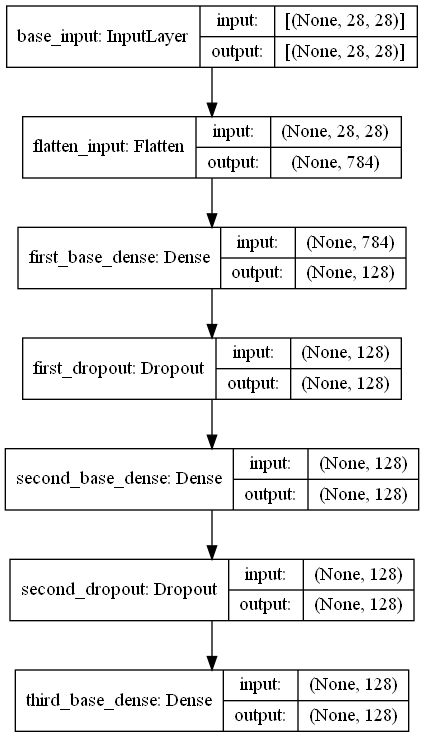 base_input: InputLayer
input: [(None, 28, 28)]
output: [(None, 28, 28)]
flatten_input: Flatten
input: (None, 28, 28)
output: (None, 784)
first_base_dense: Dense
input: (None, 784)
output: (None, 128)
first_dropout: Dropout
input: (None, 128)
output: (None, 128)
second_base_dense: Dense
input: (None, 128)
output: (None, 128)
second_dropout: Dropout
input: (None, 128)
output: (None, 128)
third_base_dense: Dense
input: (None, 128)
output: (None, 128)